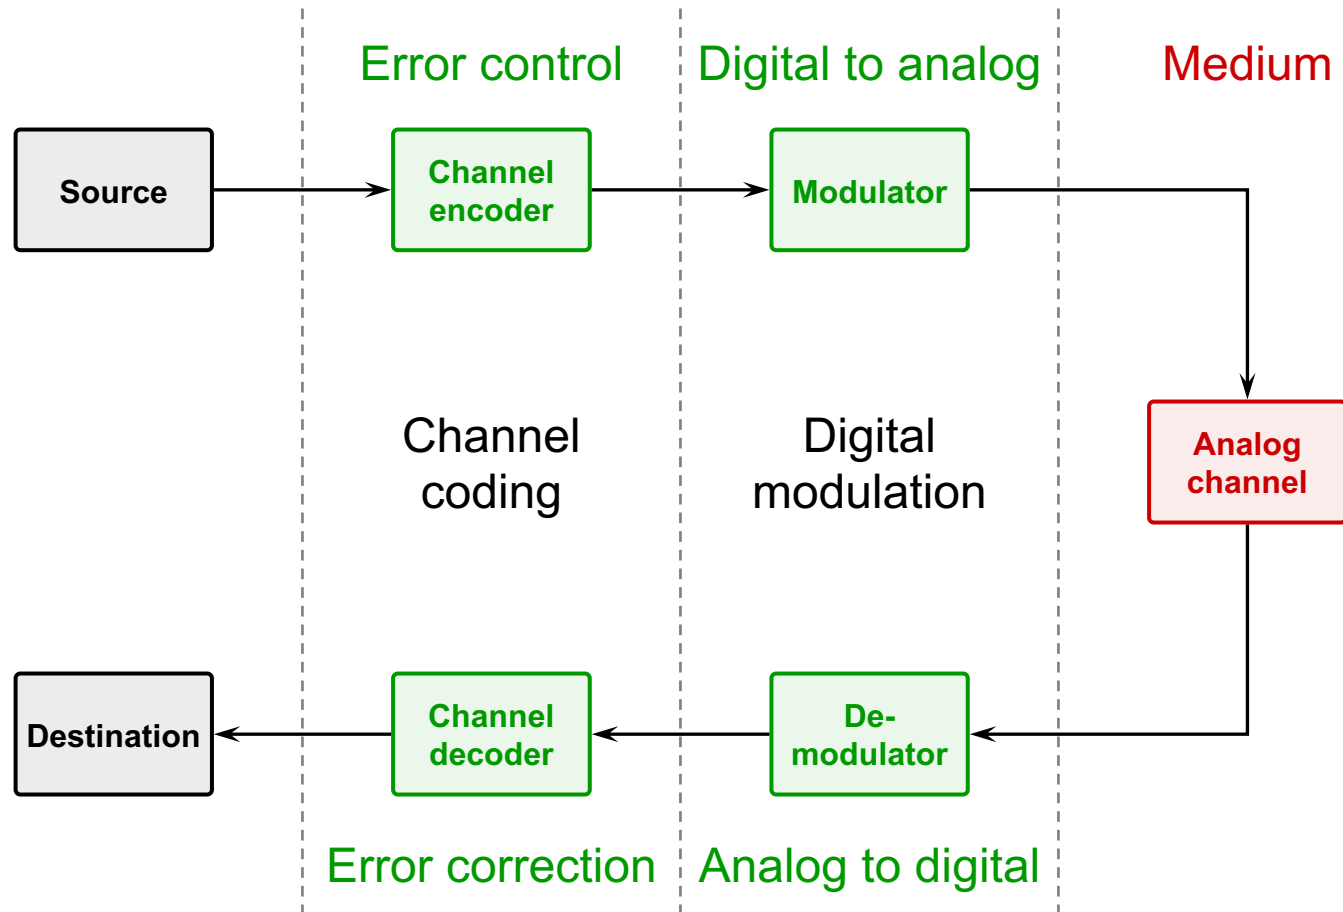 Error control
Digital to analog
Medium
Source
Channel
encoder
Modulator
Channel
coding
Digital
modulation
Analog
channel
Destination
Channel
decoder
De-
modulator
Error correction
Analog to digital